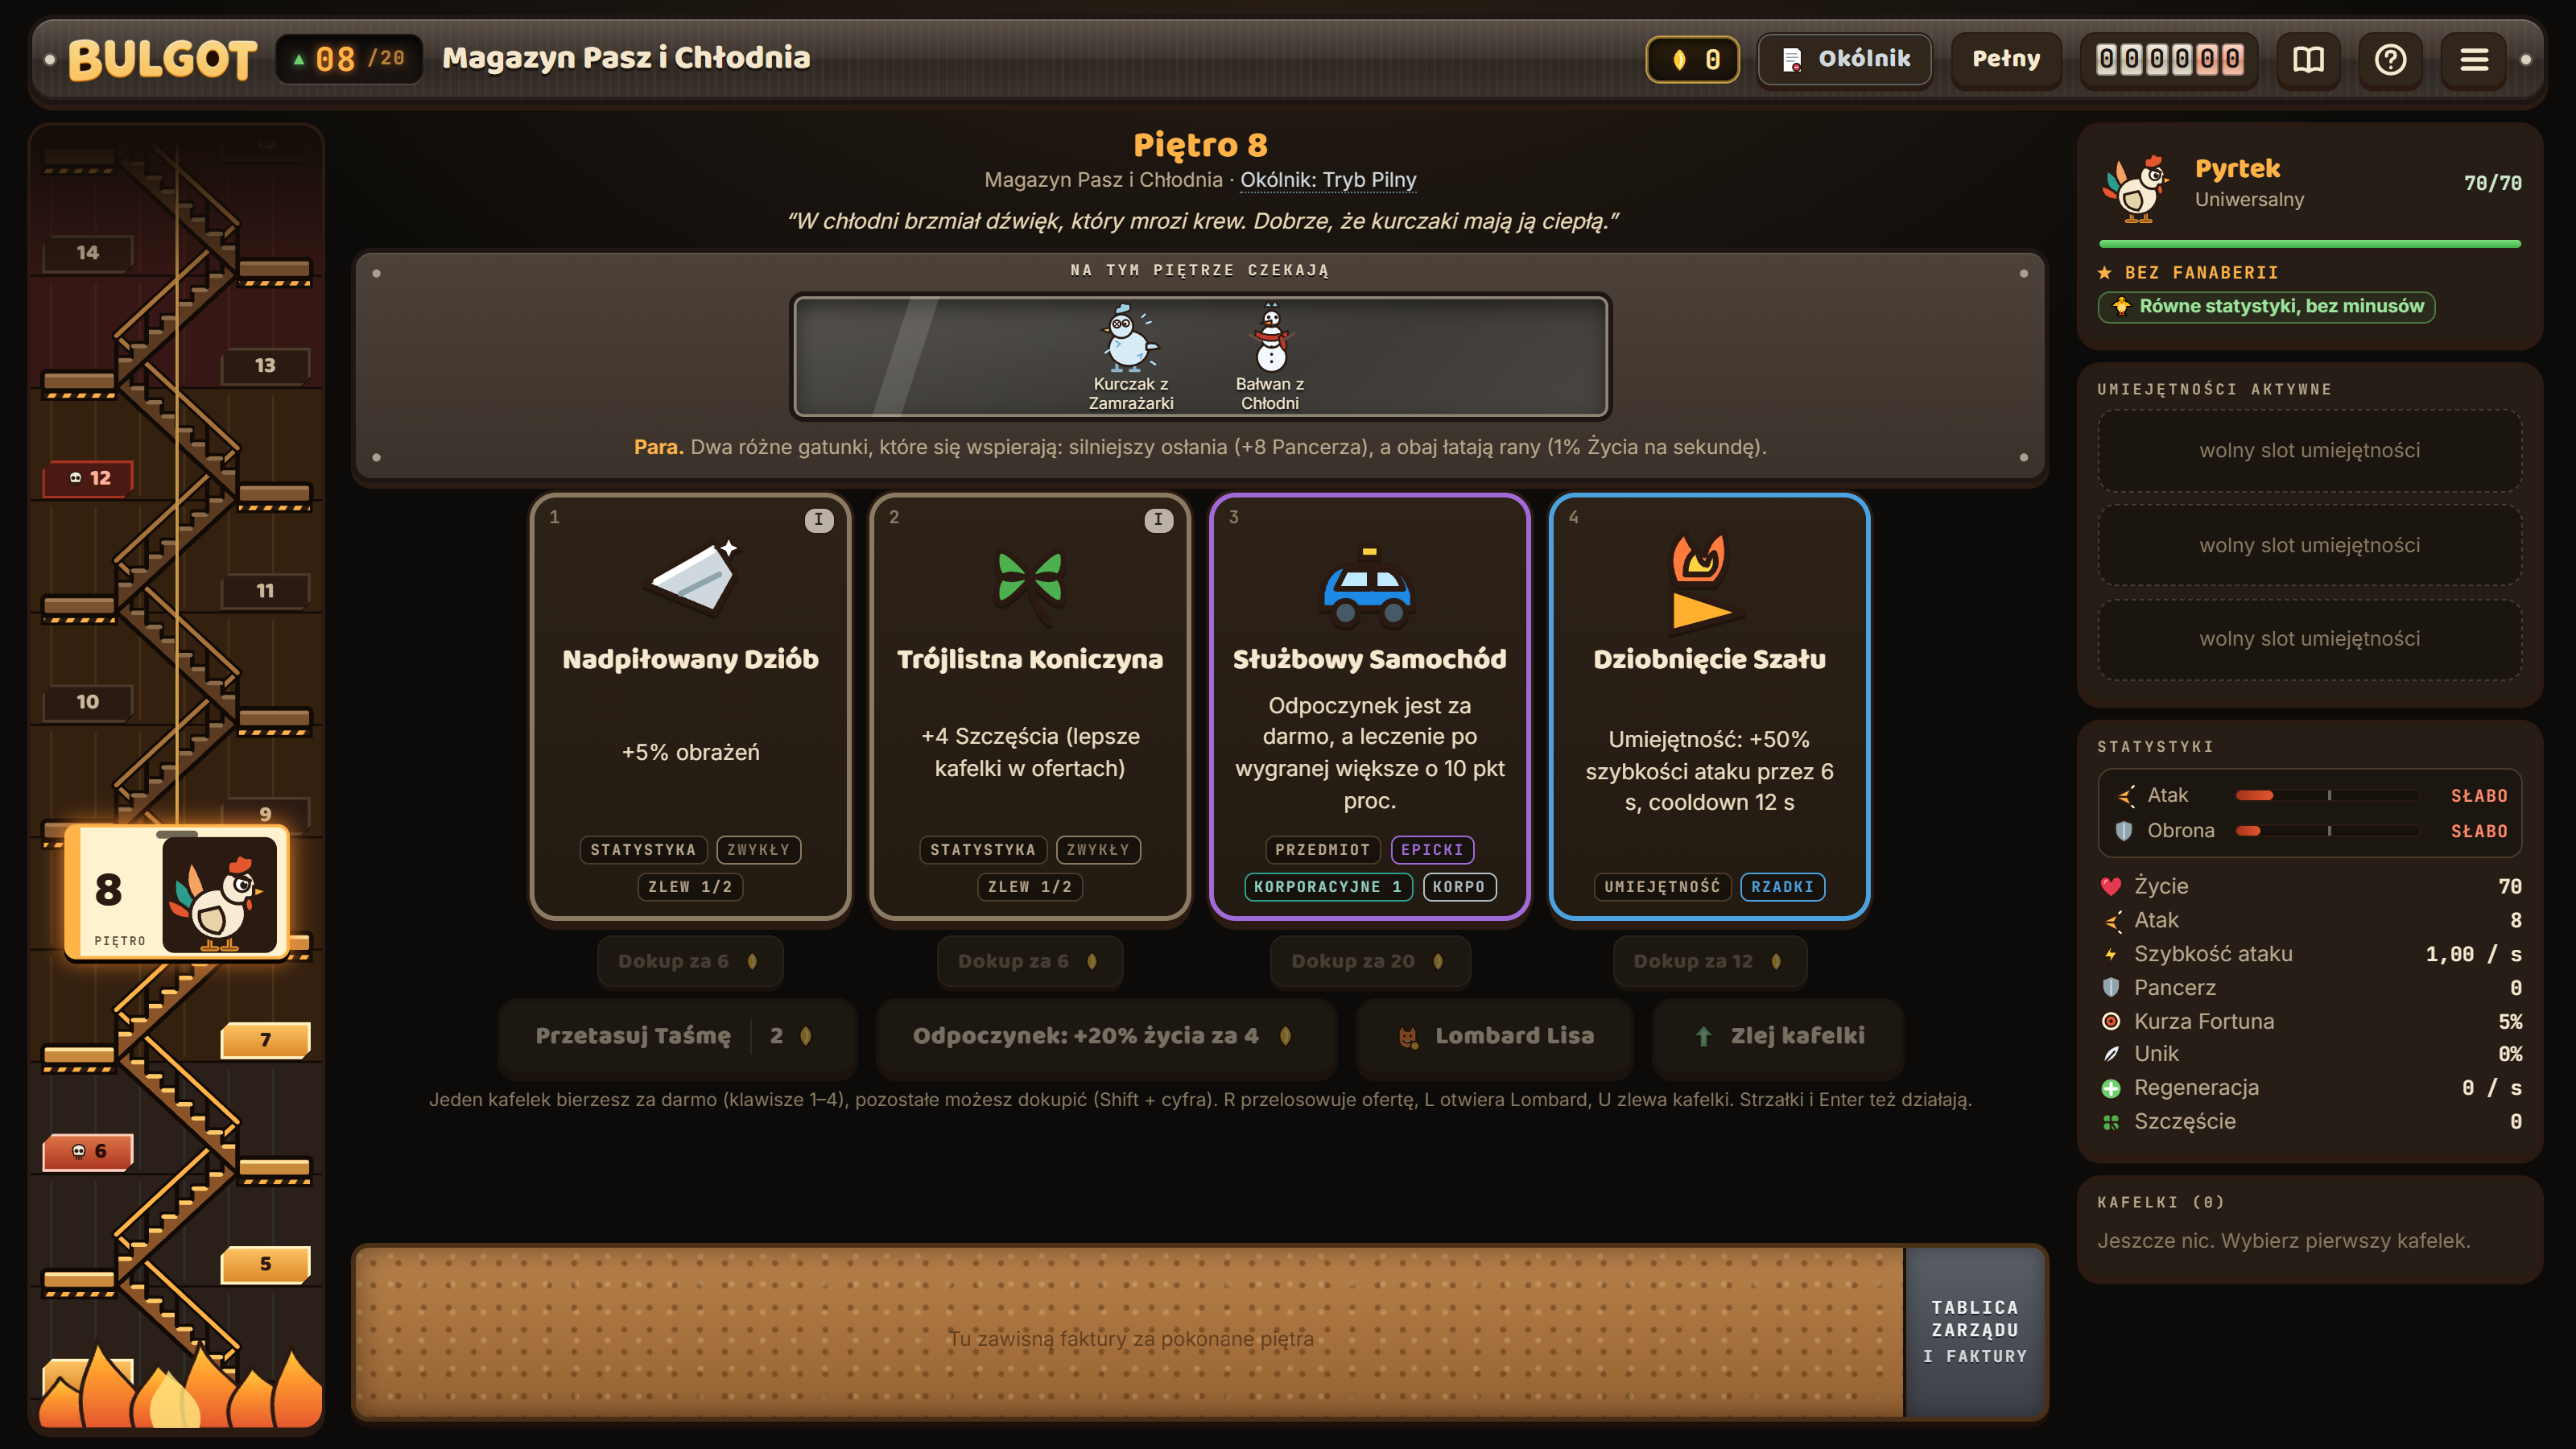 BULGOT
▲ 08 /20
Magazyn Pasz i Chłodnia
0
Okólnik
Pełny
000000
14
13
12
11
10
9
8
PIĘTRO
7
6
5
Piętro 8
Magazyn Pasz i Chłodnia · Okólnik: Tryb Pilny
“W chłodni brzmiał dźwięk, który mrozi krew. Dobrze, że kurczaki mają ją ciepłą.”
NA TYM PIĘTRZE CZEKAJĄ
Kurczak z
Zamrażarki
Bałwan z
Chłodni
Para. Dwa różne gatunki, które się wspierają: silniejszy osłania (+8 Pancerza), a obaj łatają rany (1% Życia na sekundę).
1
I
Nadpiłowany Dziób
+5% obrażeń
STATYSTYKA ZWYKŁY
ZLEW 1/2
Dokup za 6
2
I
Trójlistna Koniczyna
+4 Szczęścia (lepsze
kafelki w ofertach)
STATYSTYKA ZWYKŁY
ZLEW 1/2
Dokup za 6
3
Służbowy Samochód
Odpoczynek jest za
darmo, a leczenie po
wygranej większe o 10 pkt
proc.
PRZEDMIOT EPICKI
KORPORACYJNE 1 KORPO
Dokup za 20
4
Dziobnięcie Szału
Umiejętność: +50%
szybkości ataku przez 6
s, cooldown 12 s
UMIEJĘTNOŚĆ RZADKI
Dokup za 12
Przetasuj Taśmę 2
Odpoczynek: +20% życia za 4
Lombard Lisa
Zlej kafelki
Jeden kafelek bierzesz za darmo (klawisze 1–4), pozostałe możesz dokupić (Shift + cyfra). R przelosowuje ofertę, L otwiera Lombard, U zlewa kafelki. Strzałki i Enter też działają.
Tu zawisną faktury za pokonane piętra
TABLICA
ZARZĄDU
I FAKTURY
Pyrtek
Uniwersalny
70/70
★ BEZ FANABERII
Równe statystyki, bez minusów
UMIEJĘTNOŚCI AKTYWNE
wolny slot umiejętności
wolny slot umiejętności
wolny slot umiejętności
STATYSTYKI
Atak SŁABO
Obrona SŁABO
Życie 70
Atak 8
Szybkość ataku 1,00 / s
Pancerz 0
Kurza Fortuna 5%
Unik 0%
Regeneracja 0 / s
Szczęście 0
KAFELKI (0)
Jeszcze nic. Wybierz pierwszy kafelek.